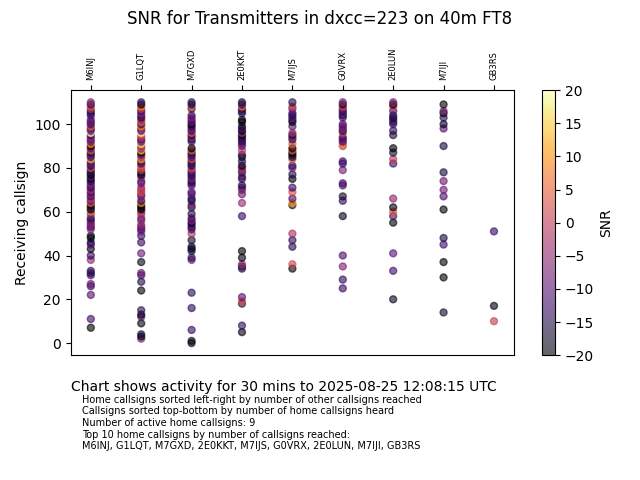 SNR for Transmitters in dxcc=223 on 40m FT8
M6INJ G1LQT M7GXD 2E0KKT M7IJS G0VRX 2E0LUN M7IJI GB3RS
Receiving callsign
100
80
60
40
20
0
20
15
10
5
0
−5
−10
−15
−20
SNR
Chart shows activity for 30 mins to 2025-08-25 12:08:15 UTC
Home callsigns sorted left-right by number of other callsigns reached
Callsigns sorted top-bottom by number of home callsigns heard
Number of active home callsigns: 9
Top 10 home callsigns by number of callsigns reached:
M6INJ, G1LQT, M7GXD, 2E0KKT, M7IJS, G0VRX, 2E0LUN, M7IJI, GB3RS